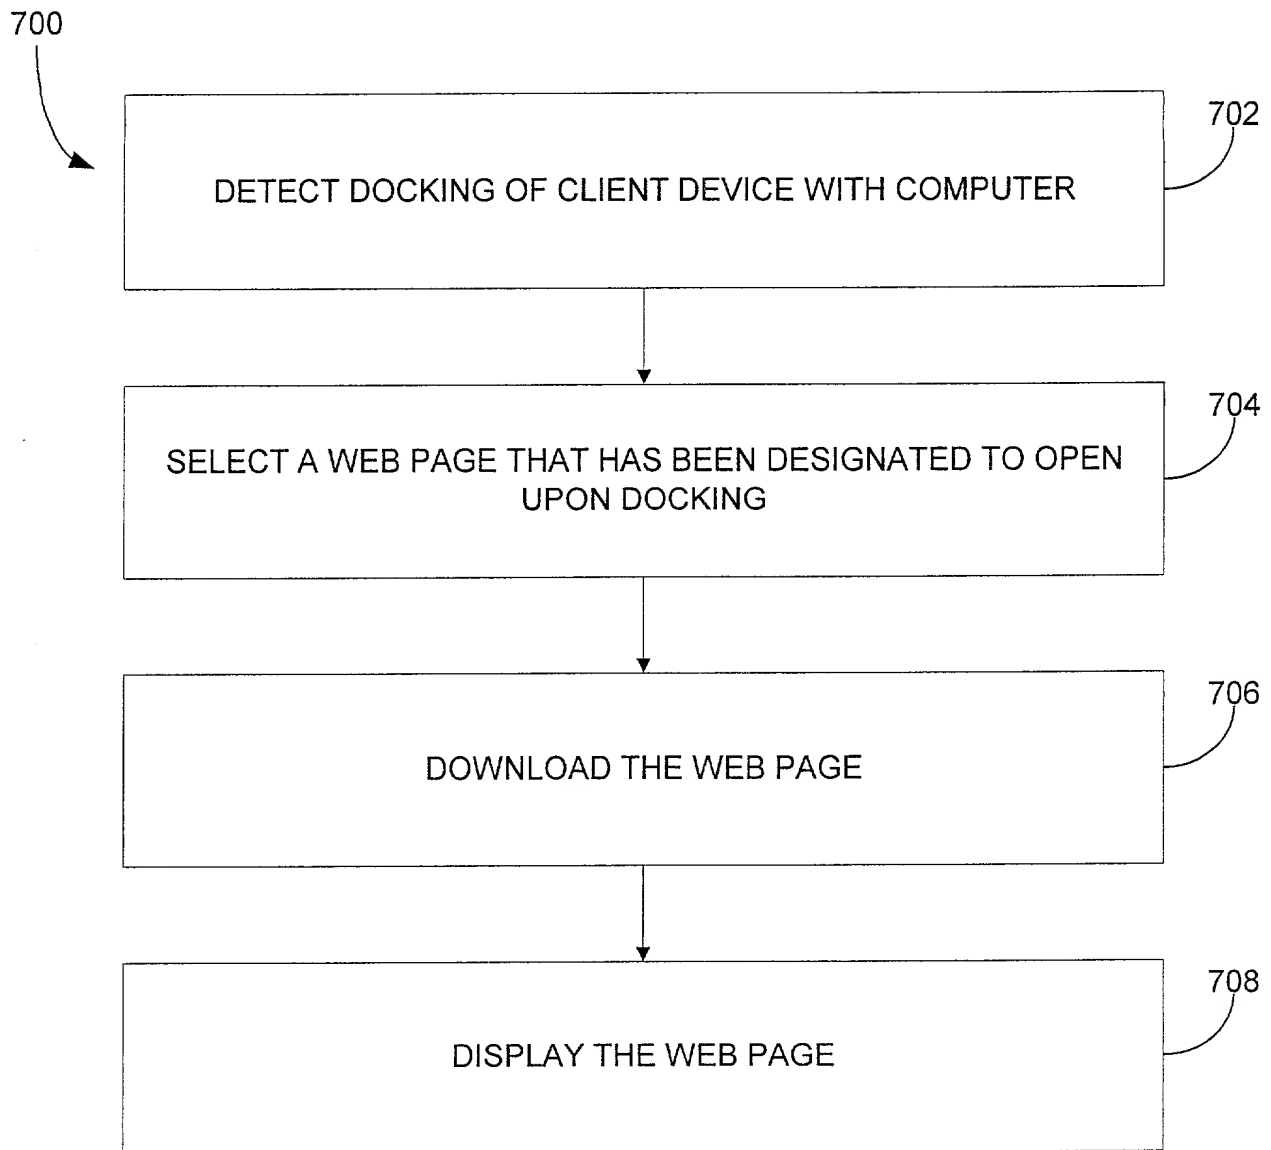 700
702
DETECT DOCKING OF CLIENT DEVICE WITH COMPUTER
704
SELECT A WEB PAGE THAT HAS BEEN DESIGNATED TO OPEN
UPON DOCKING
706
DOWNLOAD THE WEB PAGE
708
DISPLAY THE WEB PAGE